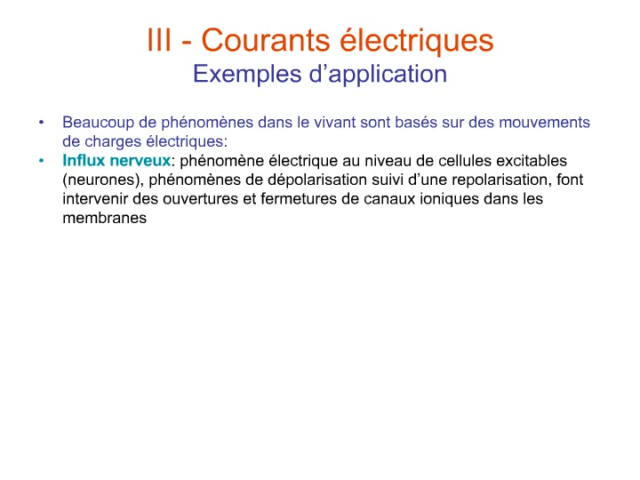 III - Courants électriques
Exemples d’application
• Beaucoup de phénomènes dans le vivant sont basés sur des mouvements
de charges électriques:
• Influx nerveux: phénomène électrique au niveau de cellules excitables
(neurones), phénomènes de dépolarisation suivi d’une repolarisation, font
intervenir des ouvertures et fermetures de canaux ioniques dans les
membranes